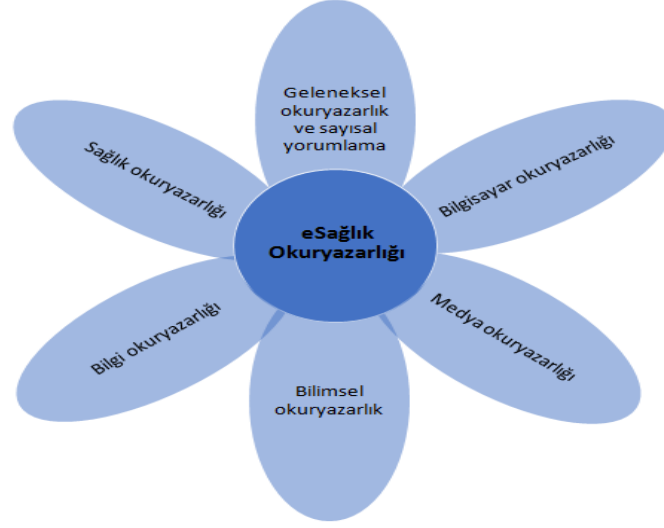 Geleneksel
okuryazarlık
ve sayısal
yorumlama
Sağlık okuryazarlığı
Bilgisayar okuryazarlığı
eSağlık
Okuryazarlığı
Bilgi okuryazarlığı
Medya okuryazarlığı
Bilimsel
okuryazarlık